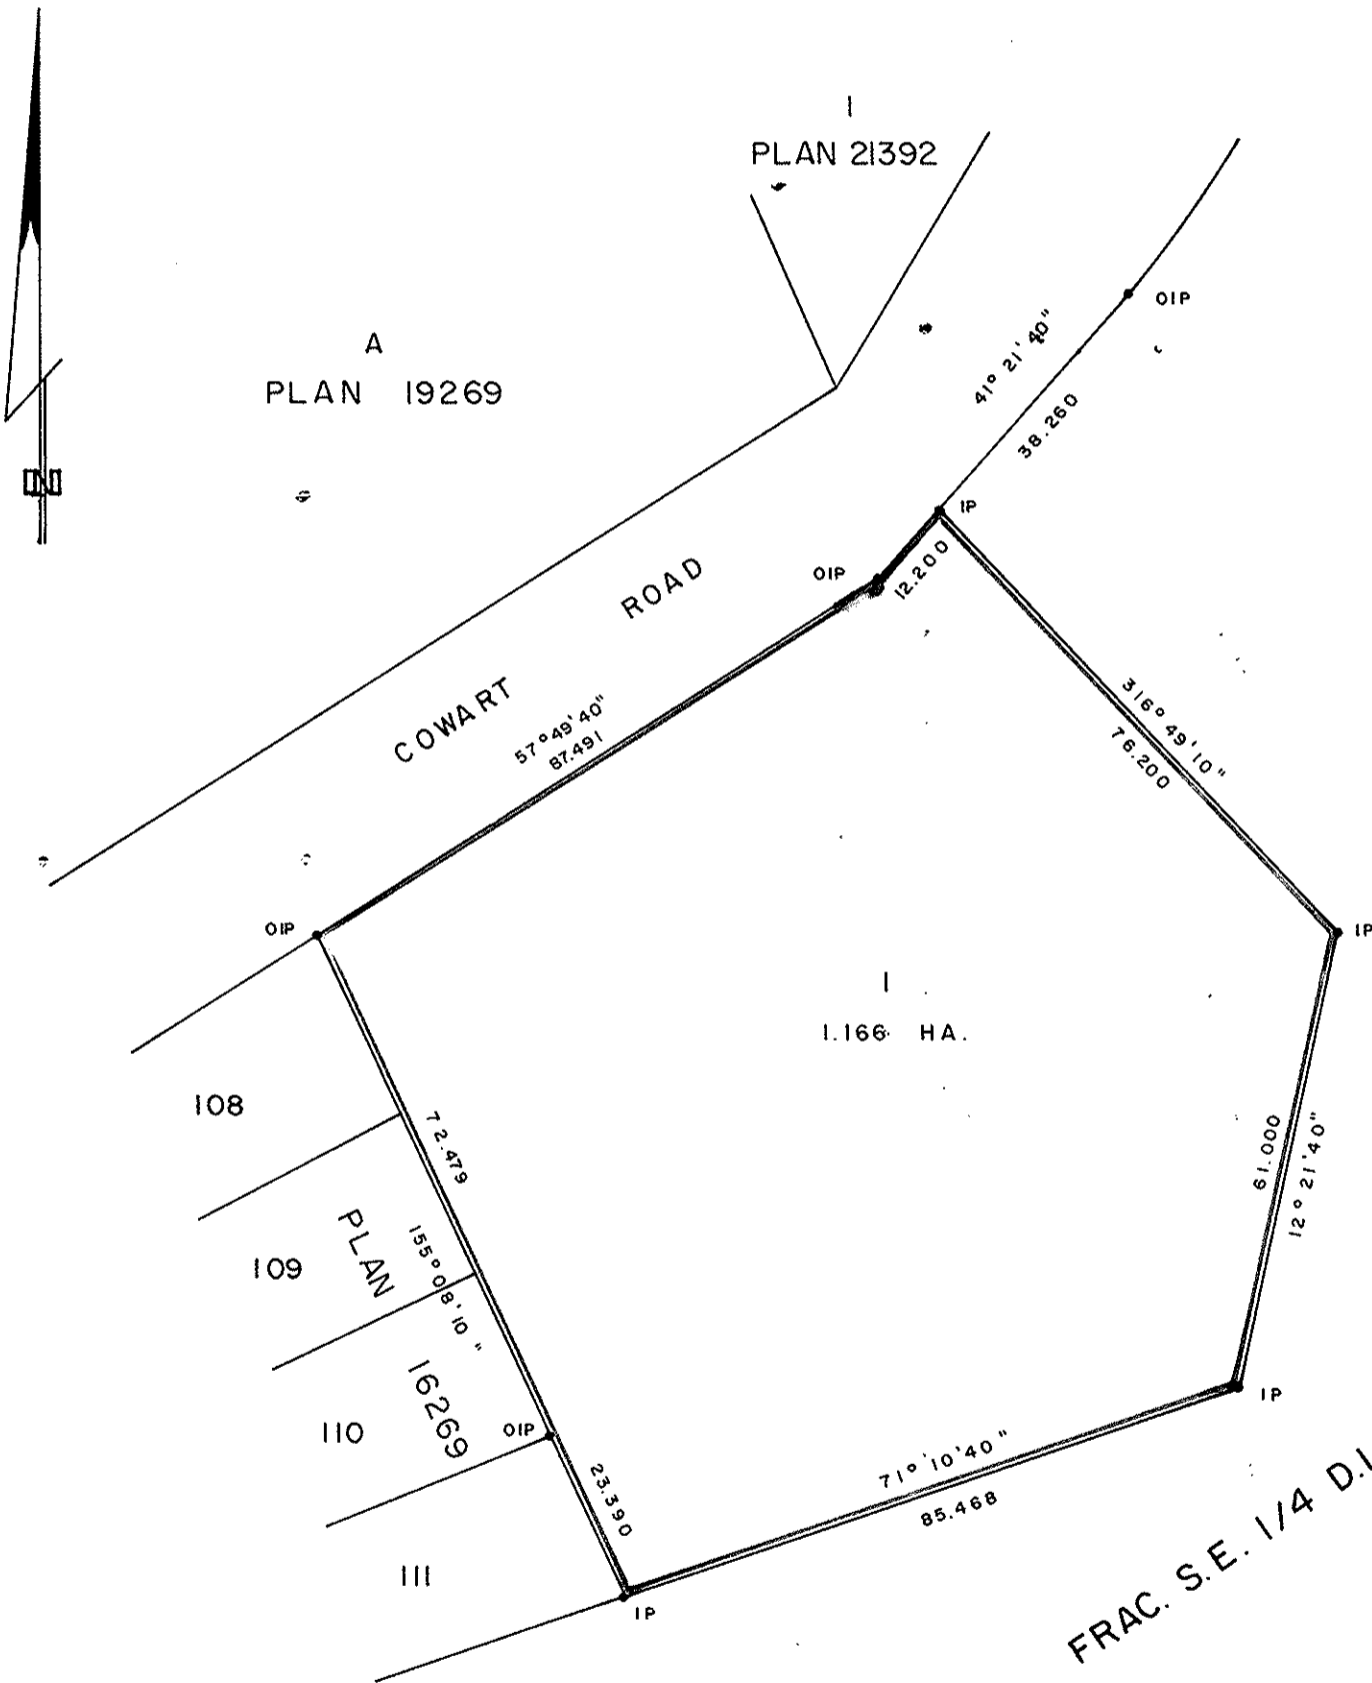 1
PLAN 21392
OIP
41° 21' 40"
38.260
A
PLAN 19269
N
IP
OIP
12.200
COWART ROAD
57° 49' 40"
87.491
316° 49' 10"
76.200
OIP
IP
1
1.166 HA.
108
72.479
61.000
12° 21' 40"
109
PLAN 16269
155° 08' 10"
110
OIP
23.390
71° 10' 40"
85.468
IP
111
IP
FRAC. S.E. 1/4 D.L